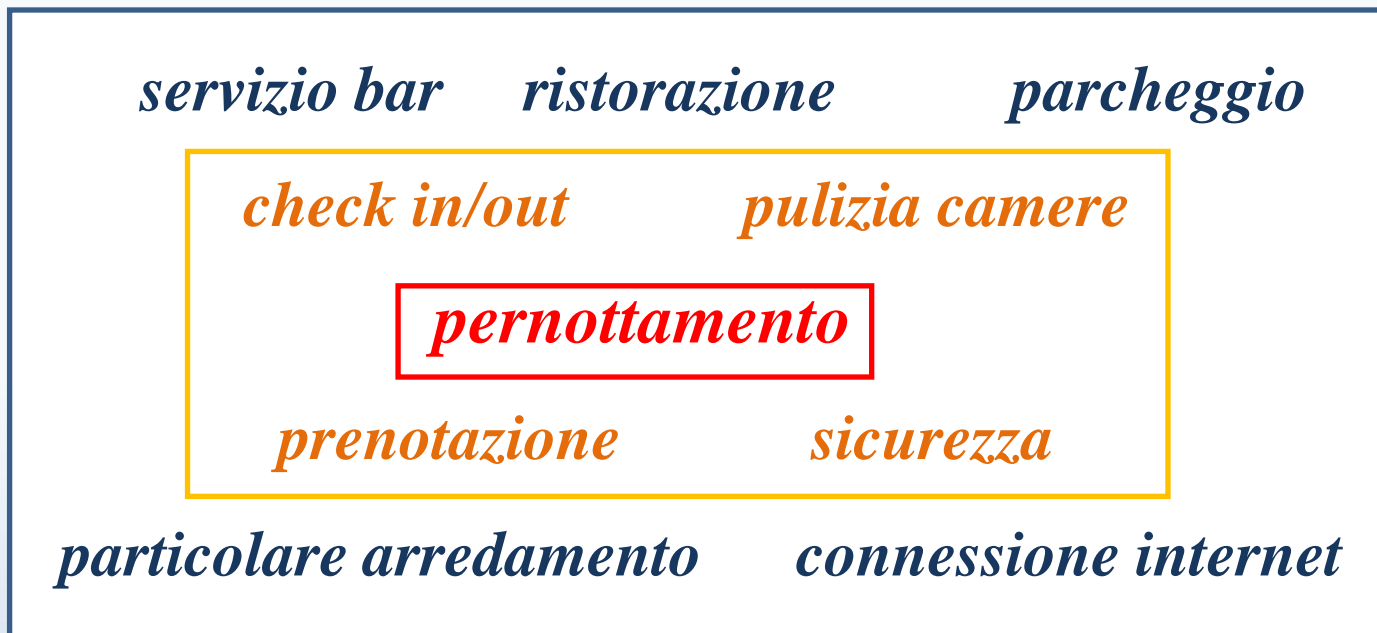 servizio bar ristorazione parcheggio
check in/out pulizia camere
pernottamento
prenotazione sicurezza
particolare arredamento connessione internet